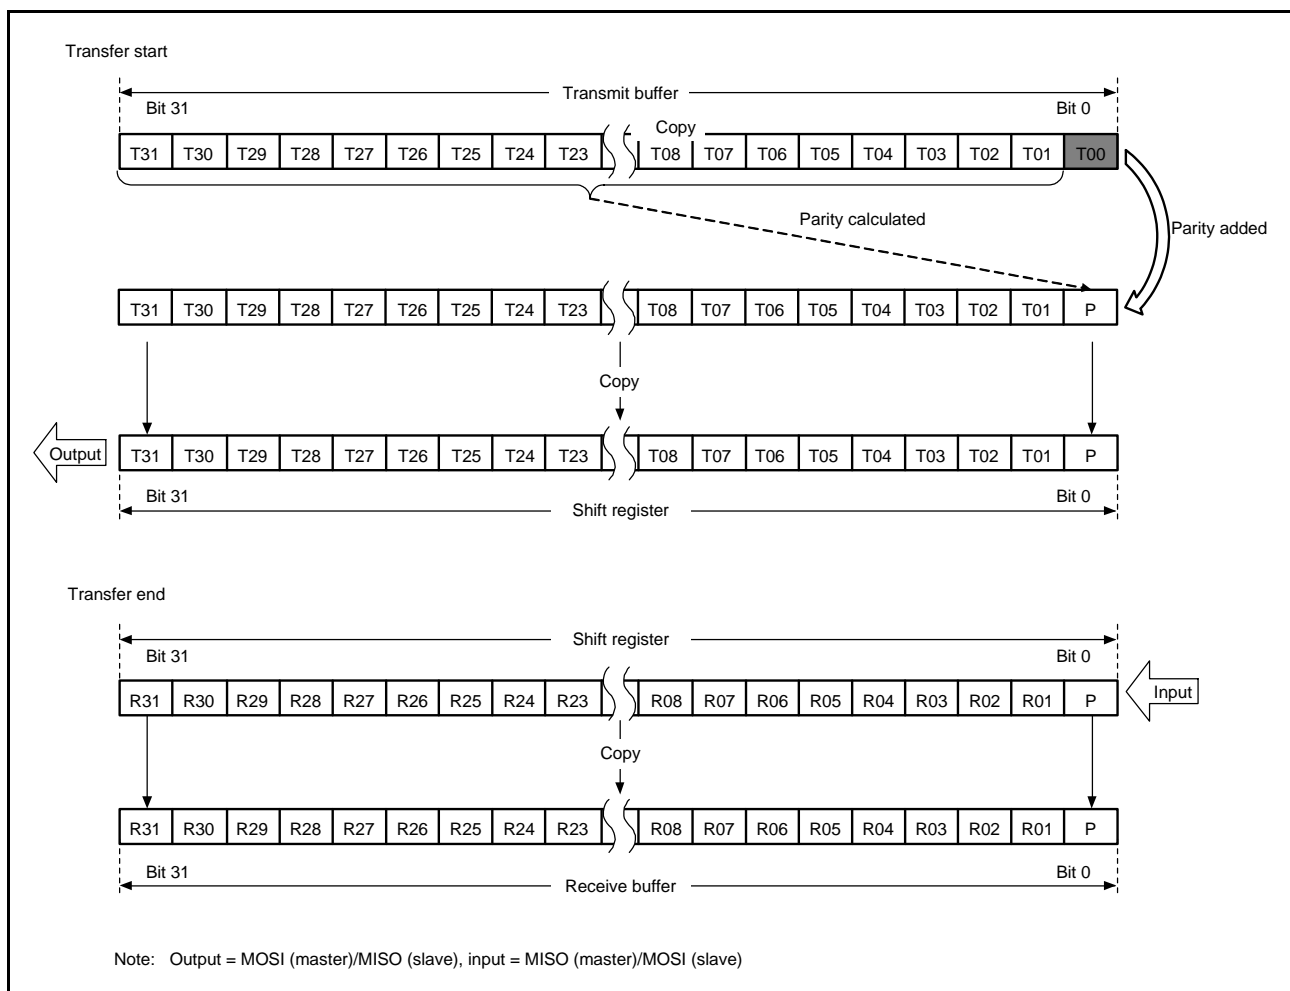 Transfer start
Transmit buffer
Bit 31 Bit 0
Copy
T31 T30 T29 T28 T27 T26 T25 T24 T23 T08 T07 T06 T05 T04 T03 T02 T01 T00
Parity calculated
Parity added
T31 T30 T29 T28 T27 T26 T25 T24 T23 T08 T07 T06 T05 T04 T03 T02 T01 P
Copy
Output
T31 T30 T29 T28 T27 T26 T25 T24 T23 T08 T07 T06 T05 T04 T03 T02 T01 P
Bit 31 Bit 0
Shift register
Transfer end
Shift register
Bit 31 Bit 0
R31 R30 R29 R28 R27 R26 R25 R24 R23 R08 R07 R06 R05 R04 R03 R02 R01 P
Input
Copy
R31 R30 R29 R28 R27 R26 R25 R24 R23 R08 R07 R06 R05 R04 R03 R02 R01 P
Bit 31 Bit 0
Receive buffer
Note: Output = MOSI (master)/MISO (slave), input = MISO (master)/MOSI (slave)